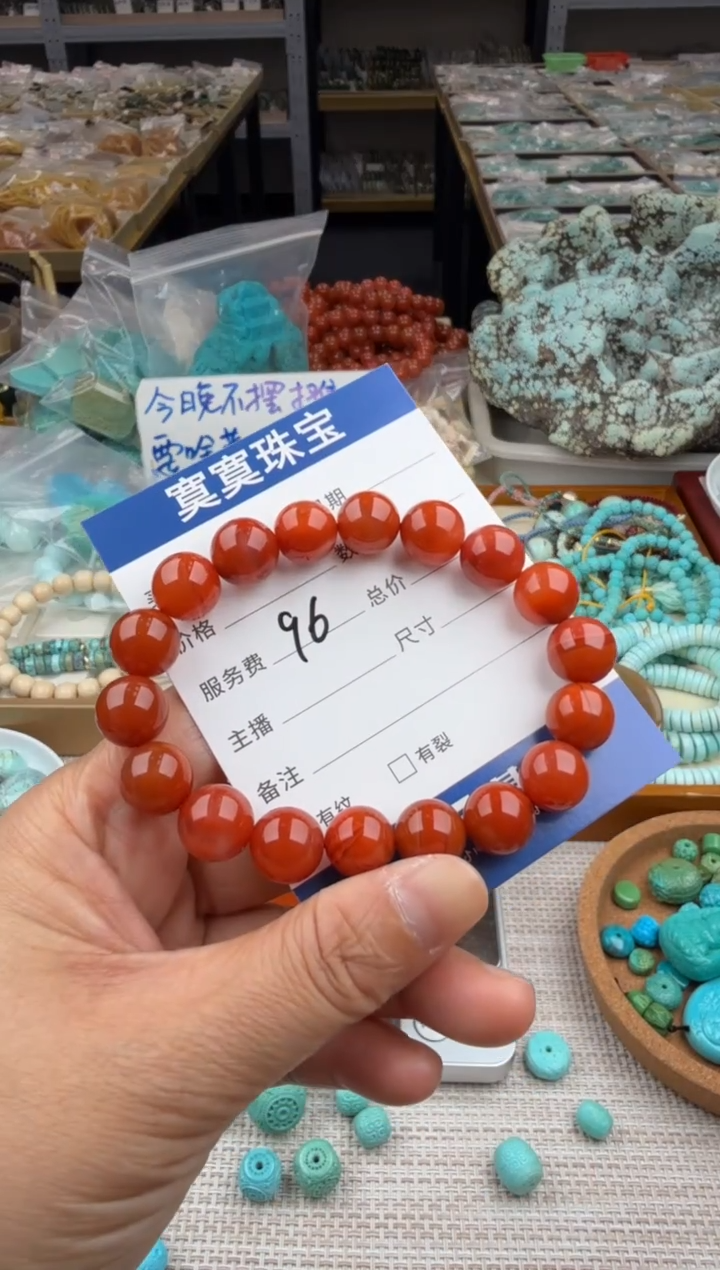 今晚不摆摊
寞寞珠宝
期
数
价格
总价
服务费 96
尺寸
主播
备注
有纹 □有裂